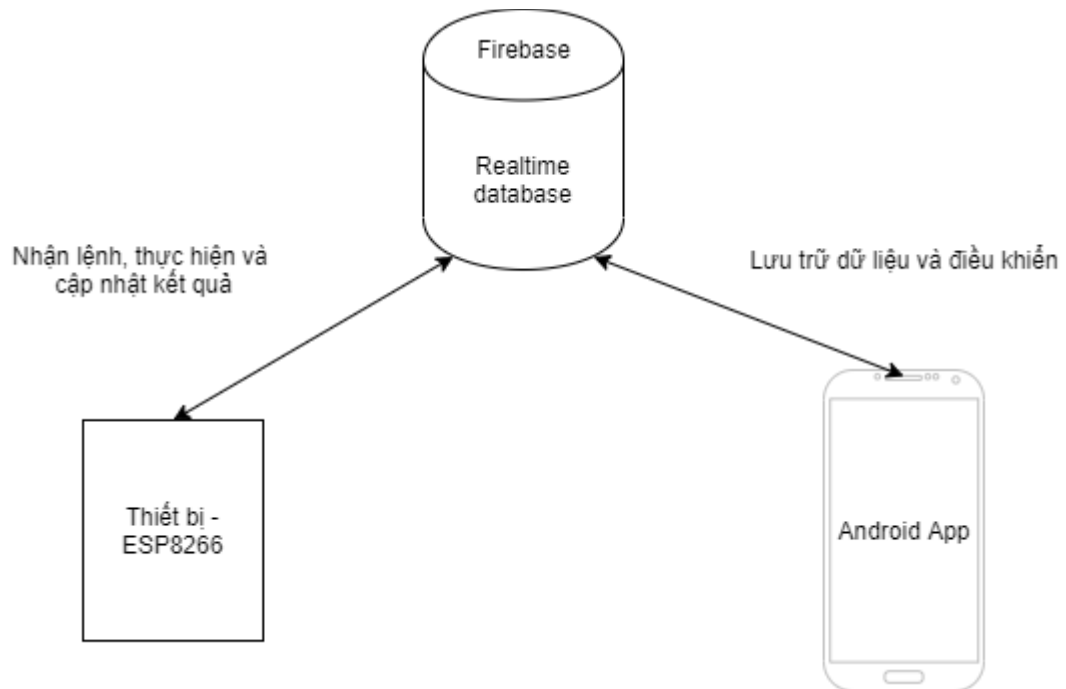 Firebase
Realtime
database
Nhận lệnh, thực hiện và
cập nhật kết quả
Lưu trữ dữ liệu và điều khiển
Thiết bị -
ESP8266
Android App